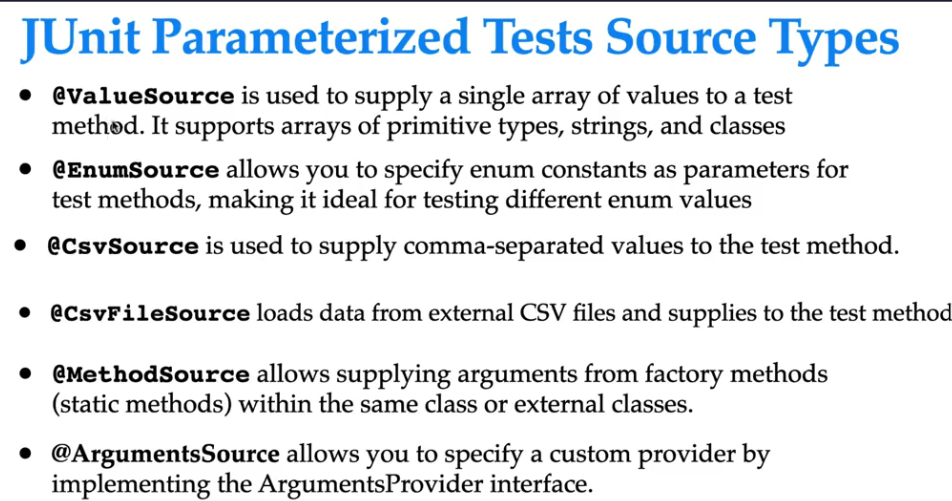 JUnit Parameterized Tests Source Types
• @ValueSource is used to supply a single array of values to a test
method. It supports arrays of primitive types, strings, and classes
• @EnumSource allows you to specify enum constants as parameters for
test methods, making it ideal for testing different enum values
• @CsvSource is used to supply comma-separated values to the test method.
• @CsvFileSource loads data from external CSV files and supplies to the test method
• @MethodSource allows supplying arguments from factory methods
(static methods) within the same class or external classes.
• @ArgumentsSource allows you to specify a custom provider by
implementing the ArgumentsProvider interface.